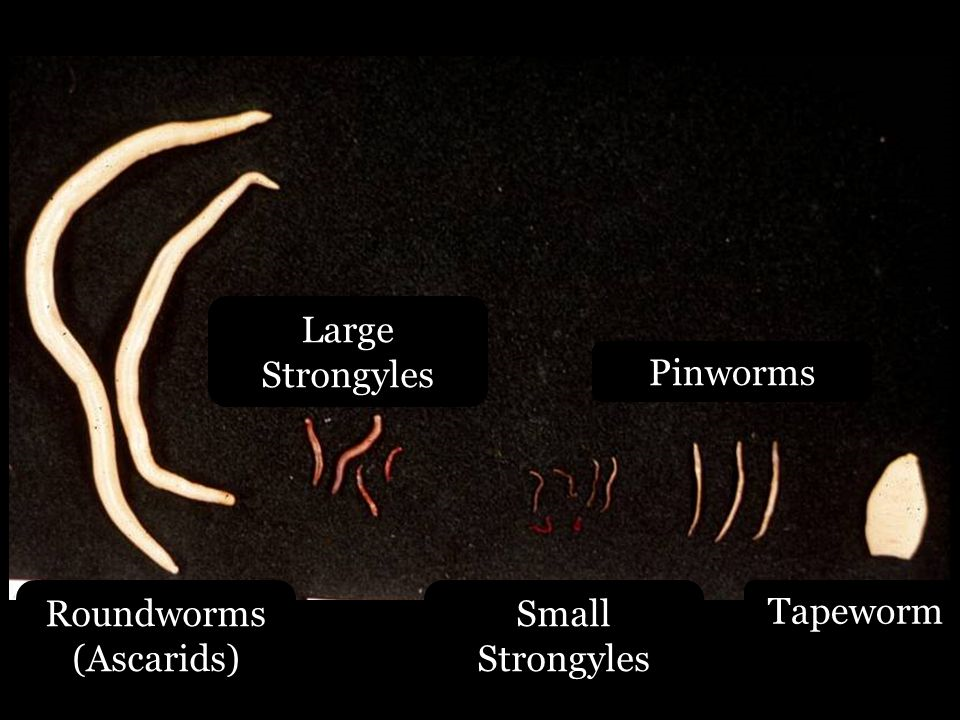 Large
Strongyles
Pinworms
Roundworms
(Ascarids)
Small
Strongyles
Tapeworm